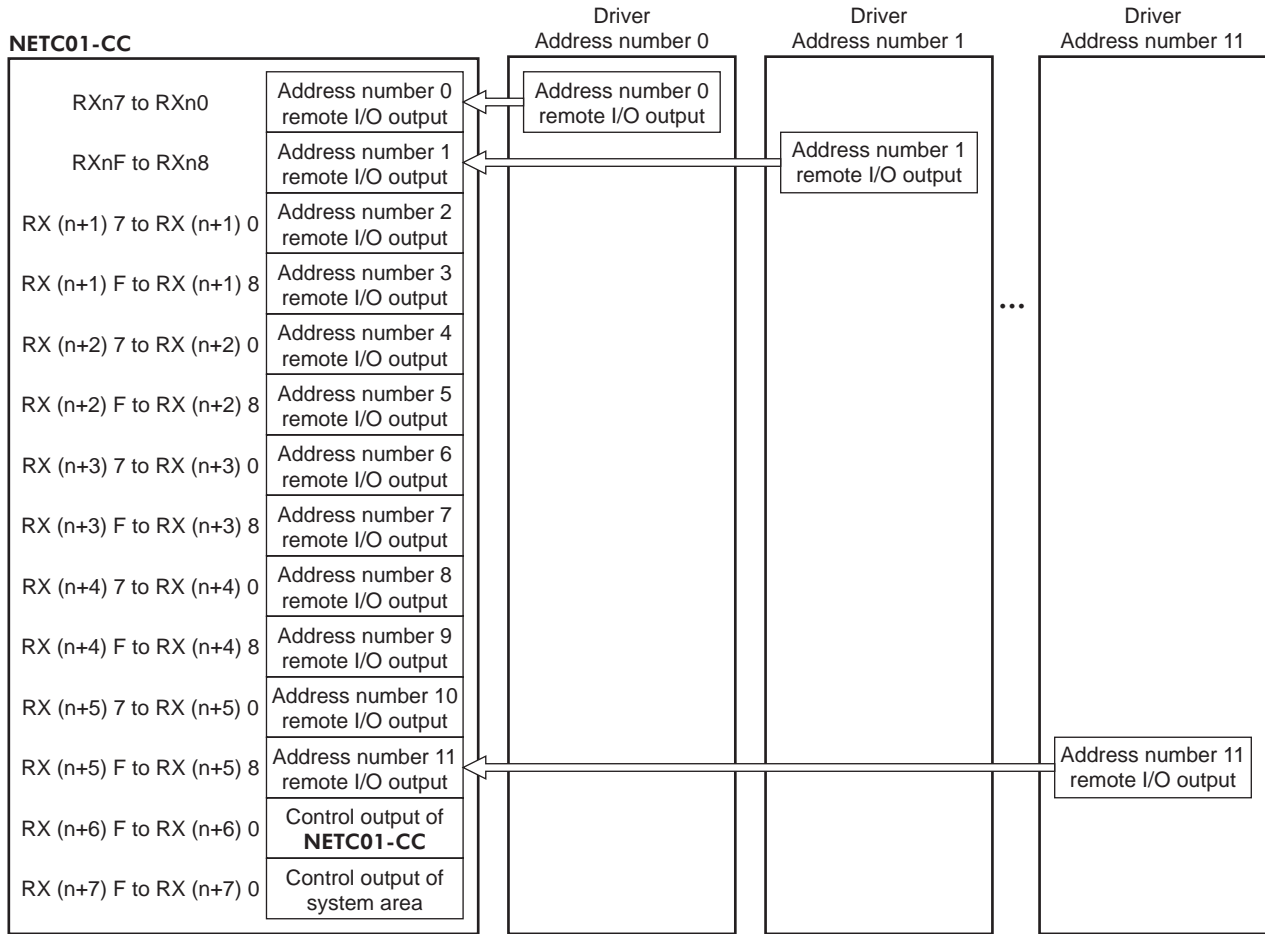 NETC01-CC
Driver
Address number 0
Driver
Address number 1
Driver
Address number 11
RXn7 to RXn0
Address number 0
remote I/O output
Address number 0
remote I/O output
RXnF to RXn8
Address number 1
remote I/O output
Address number 1
remote I/O output
RX (n+1) 7 to RX (n+1) 0
Address number 2
remote I/O output
RX (n+1) F to RX (n+1) 8
Address number 3
remote I/O output
...
RX (n+2) 7 to RX (n+2) 0
Address number 4
remote I/O output
RX (n+2) F to RX (n+2) 8
Address number 5
remote I/O output
RX (n+3) 7 to RX (n+3) 0
Address number 6
remote I/O output
RX (n+3) F to RX (n+3) 8
Address number 7
remote I/O output
RX (n+4) 7 to RX (n+4) 0
Address number 8
remote I/O output
RX (n+4) F to RX (n+4) 8
Address number 9
remote I/O output
RX (n+5) 7 to RX (n+5) 0
Address number 10
remote I/O output
RX (n+5) F to RX (n+5) 8
Address number 11
remote I/O output
Address number 11
remote I/O output
RX (n+6) F to RX (n+6) 0
Control output of
NETC01-CC
RX (n+7) F to RX (n+7) 0
Control output of
system area